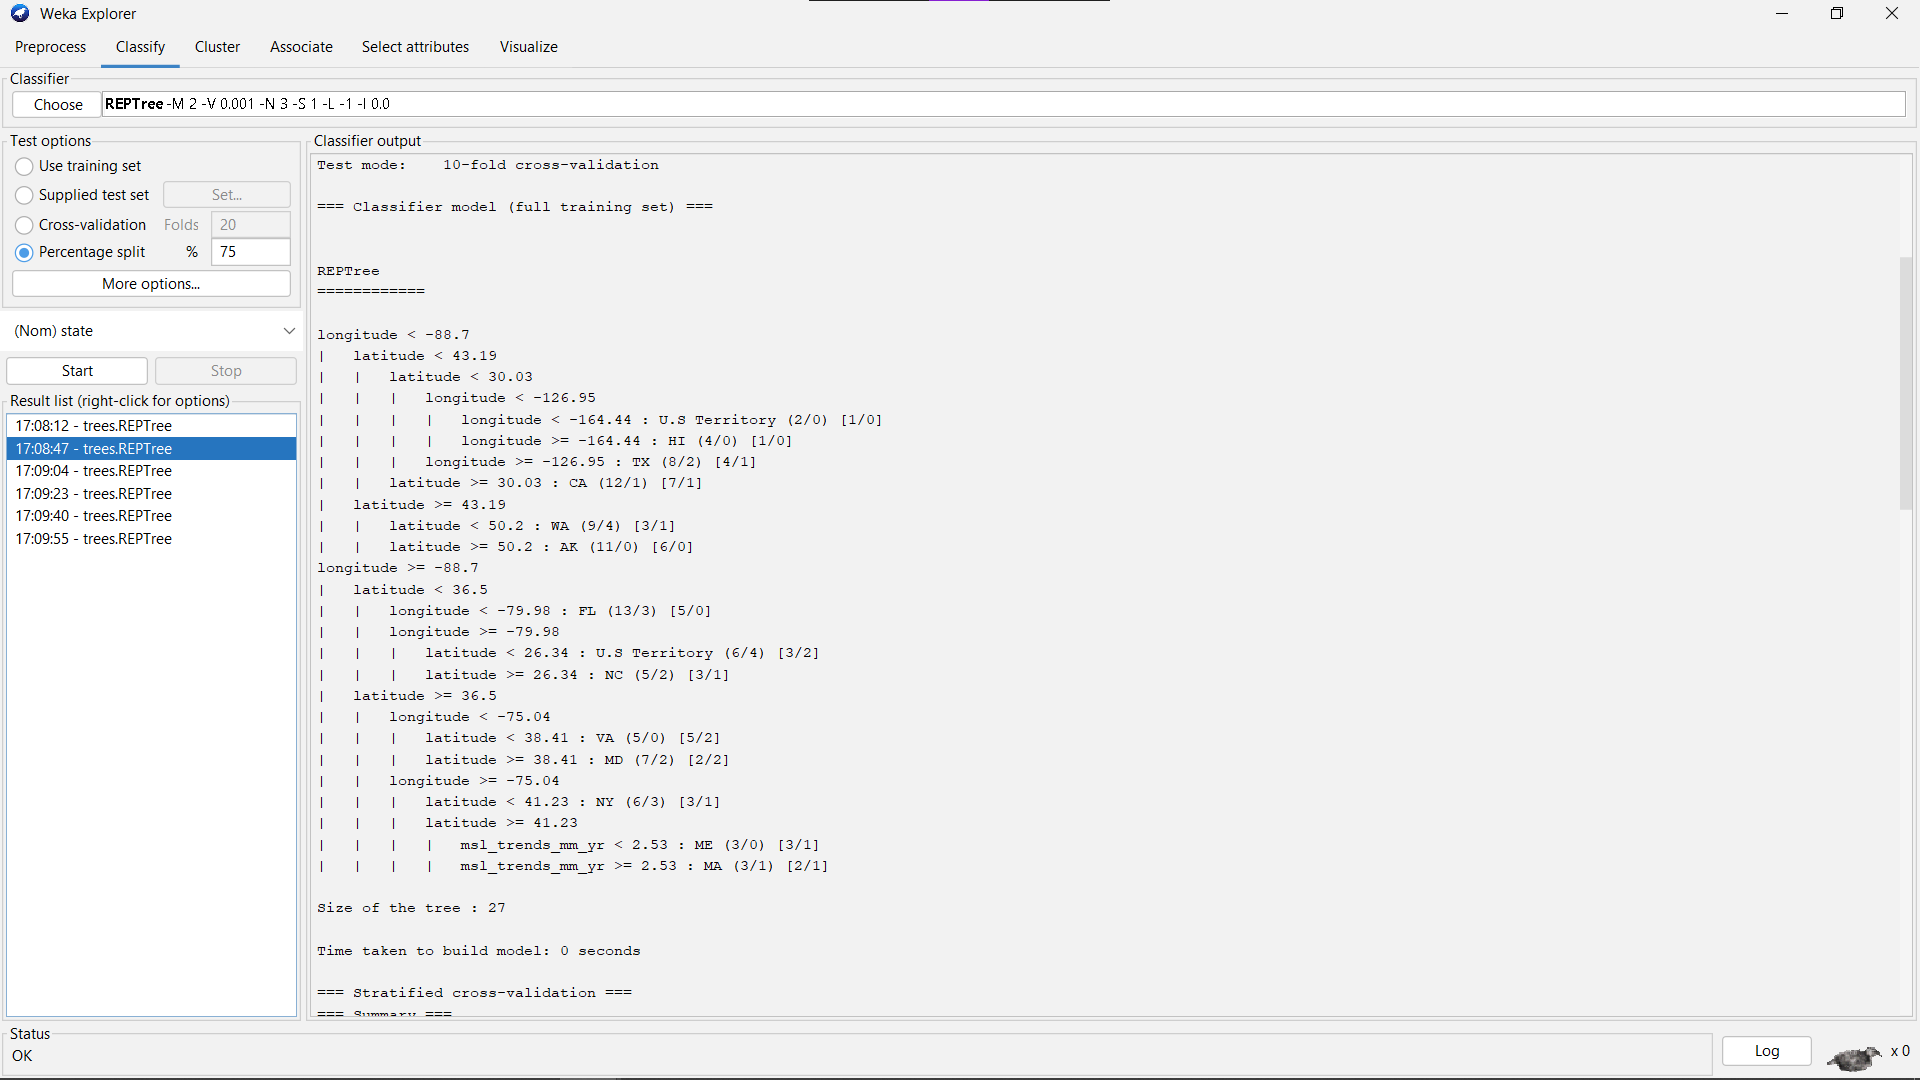 Weka Explorer
Preprocess Classify Cluster Associate Select attributes Visualize
Classifier
Choose REPTree -M 2 -V 0.001 -N 3 -S 1 -L -1 -I 0.0
Test options
Use training set
Supplied test set Set...
Cross-validation Folds 20
Percentage split % 75
More options...
(Nom) state
Start Stop
Result list (right-click for options)
17:08:12 - trees.REPTree
17:08:47 - trees.REPTree
17:09:04 - trees.REPTree
17:09:23 - trees.REPTree
17:09:40 - trees.REPTree
17:09:55 - trees.REPTree
Classifier output
Test mode:    10-fold cross-validation
=== Classifier model (full training set) ===
REPTree
============
longitude < -88.7
|   latitude < 43.19
|   |   latitude < 30.03
|   |   |   longitude < -126.95
|   |   |   |   longitude < -164.44 : U.S Territory (2/0) [1/0]
|   |   |   |   longitude >= -164.44 : HI (4/0) [1/0]
|   |   |   longitude >= -126.95 : TX (8/2) [4/1]
|   |   latitude >= 30.03 : CA (12/1) [7/1]
|   latitude >= 43.19
|   |   latitude < 50.2 : WA (9/4) [3/1]
|   |   latitude >= 50.2 : AK (11/0) [6/0]
longitude >= -88.7
|   latitude < 36.5
|   |   longitude < -79.98 : FL (13/3) [5/0]
|   |   longitude >= -79.98
|   |   |   latitude < 26.34 : U.S Territory (6/4) [3/2]
|   |   |   latitude >= 26.34 : NC (5/2) [3/1]
|   latitude >= 36.5
|   |   longitude < -75.04
|   |   |   latitude < 38.41 : VA (5/0) [5/2]
|   |   |   latitude >= 38.41 : MD (7/2) [2/2]
|   |   longitude >= -75.04
|   |   |   latitude < 41.23 : NY (6/3) [3/1]
|   |   |   latitude >= 41.23
|   |   |   |   msl_trends_mm_yr < 2.53 : ME (3/0) [3/1]
|   |   |   |   msl_trends_mm_yr >= 2.53 : MA (3/1) [2/1]
Size of the tree : 27
Time taken to build model: 0 seconds
=== Stratified cross-validation ===
=== Summary ===
Status
OK
Log x 0